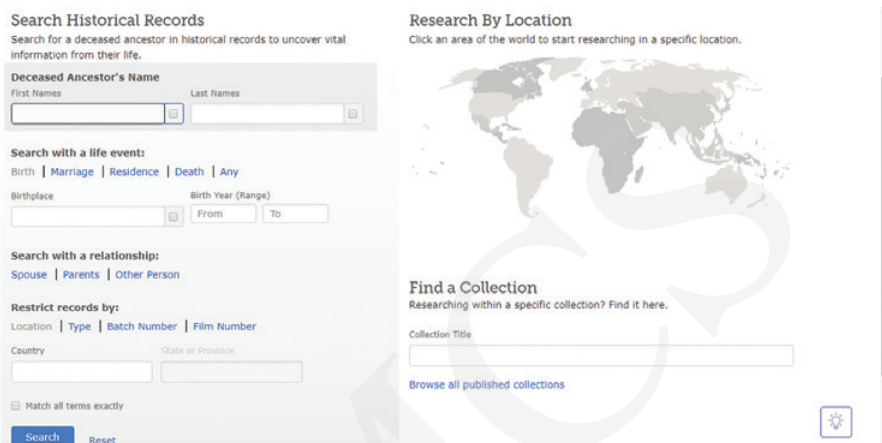 Search Historical Records
Search for a deceased ancestor in historical records to uncover vital
information from their life.
Deceased Ancestor's Name
First Names Last Names
Search with a life event:
Birth | Marriage | Residence | Death | Any
Birthplace Birth Year (Range)
From To
Search with a relationship:
Spouse | Parents | Other Person
Restrict records by:
Location | Type | Batch Number | Film Number
Country State or Province
Match all terms exactly
Search Reset
Research By Location
Click an area of the world to start researching in a specific location.
Find a Collection
Researching within a specific collection? Find it here.
Collection Title
Browse all published collections
MCS